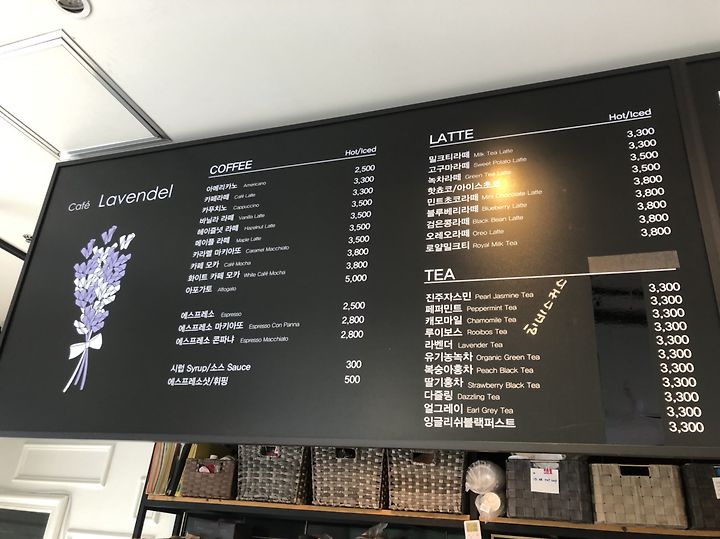 Café Lavendel
COFFEE Hot/Iced
아메리카노 Americano 2,500
카페라떼 Café Latte 3,300
카푸치노 Cappuccino 3,300
바닐라 라떼 Vanilla Latte 3,500
헤이즐넛 라떼 Hazelnut Latte 3,500
메이플 라떼 Maple Latte 3,500
카라멜 마키아또 Caramel Macchiato 3,800
카페 모카 Café Mocha 3,800
화이트 카페 모카 White Café Mocha 3,800
아포가토 Affogato 5,000
에스프레소 Espresso 2,500
에스프레소 마키아또 Espresso Con Panna 2,800
에스프레소 콘파냐 Espresso Macchiato 2,800
시럽 Syrup/소스 Sauce 300
에스프레소샷/휘핑 500
LATTE Hot/Iced
밀크티라떼 Milk Tea Latte 3,300
고구마라떼 Sweet Potato Latte 3,300
녹차라떼 Green Tea Latte 3,500
핫쵸코/아이스초코 3,500
민트초코라떼 Mint Chocolate Latte 3,800
블루베리라떼 Blueberry Latte 3,800
검은콩라떼 Black Bean Latte 3,800
오레오라떼 Oreo Latte 3,800
로얄밀크티 Royal Milk Tea 3,800
TEA
진주자스민 Pearl Jasmine Tea 3,300
페퍼민트 Peppermint Tea 3,300
캐모마일 Chamomile Tea 3,300
루이보스 Rooibos Tea 3,300
라벤더 Lavender Tea 3,300
유기농녹차 Organic Green Tea 3,300
복숭아홍차 Peach Black Tea 3,300
딸기홍차 Strawberry Black Tea 3,300
다즐링 Dazzling Tea 3,300
얼그레이 Earl Grey Tea 3,300
잉글리쉬블랙퍼스트 3,300
히비스커스